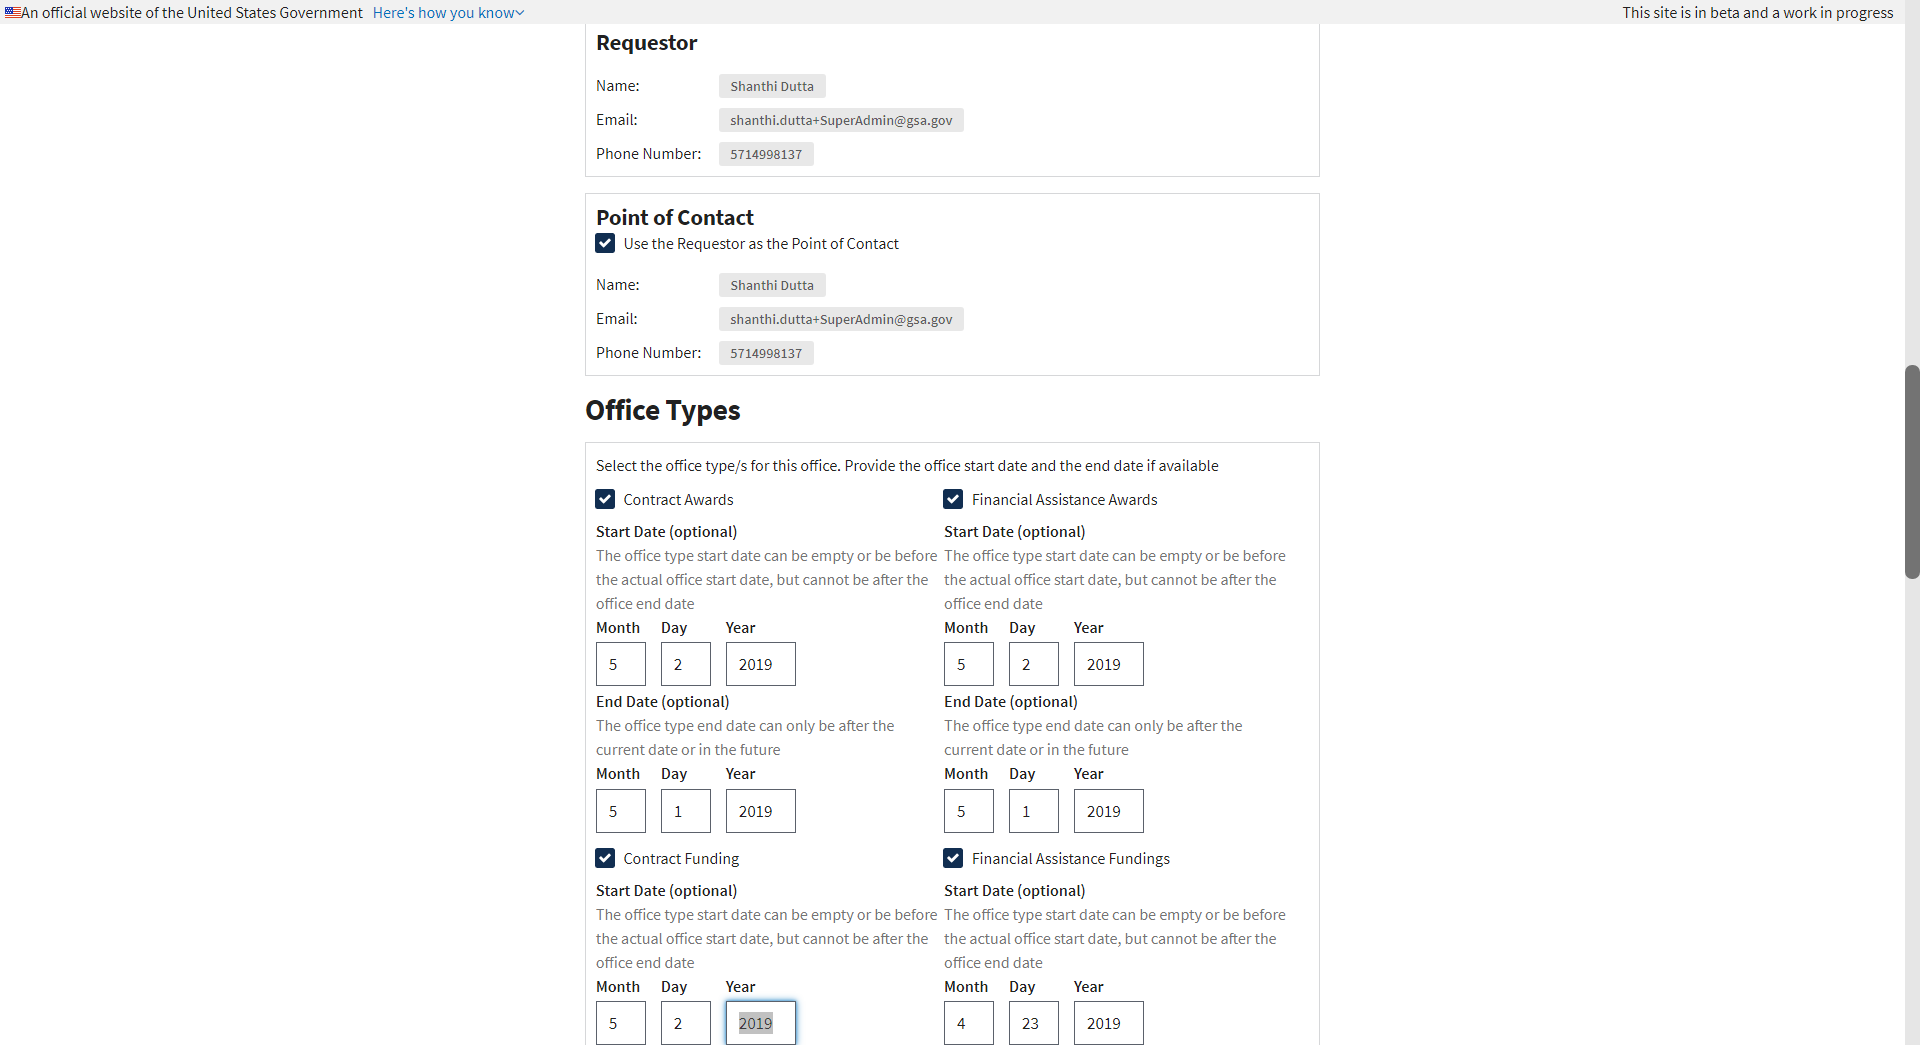 An official website of the United States Government Here's how you know
This site is in beta and a work in progress
Requestor
Name: Shanthi Dutta
Email: shanthi.dutta+SuperAdmin@gsa.gov
Phone Number: 5714998137
Point of Contact
Use the Requestor as the Point of Contact
Name: Shanthi Dutta
Email: shanthi.dutta+SuperAdmin@gsa.gov
Phone Number: 5714998137
Office Types
Select the office type/s for this office. Provide the office start date and the end date if available
Contract Awards
Start Date (optional)
The office type start date can be empty or be before
the actual office start date, but cannot be after the
office end date
Month Day Year
5 2 2019
End Date (optional)
The office type end date can only be after the
current date or in the future
Month Day Year
5 1 2019
Financial Assistance Awards
Start Date (optional)
The office type start date can be empty or be before
the actual office start date, but cannot be after the
office end date
Month Day Year
5 2 2019
End Date (optional)
The office type end date can only be after the
current date or in the future
Month Day Year
5 1 2019
Contract Funding
Start Date (optional)
The office type start date can be empty or be before
the actual office start date, but cannot be after the
office end date
Month Day Year
5 2 2019
Financial Assistance Fundings
Start Date (optional)
The office type start date can be empty or be before
the actual office start date, but cannot be after the
office end date
Month Day Year
4 23 2019